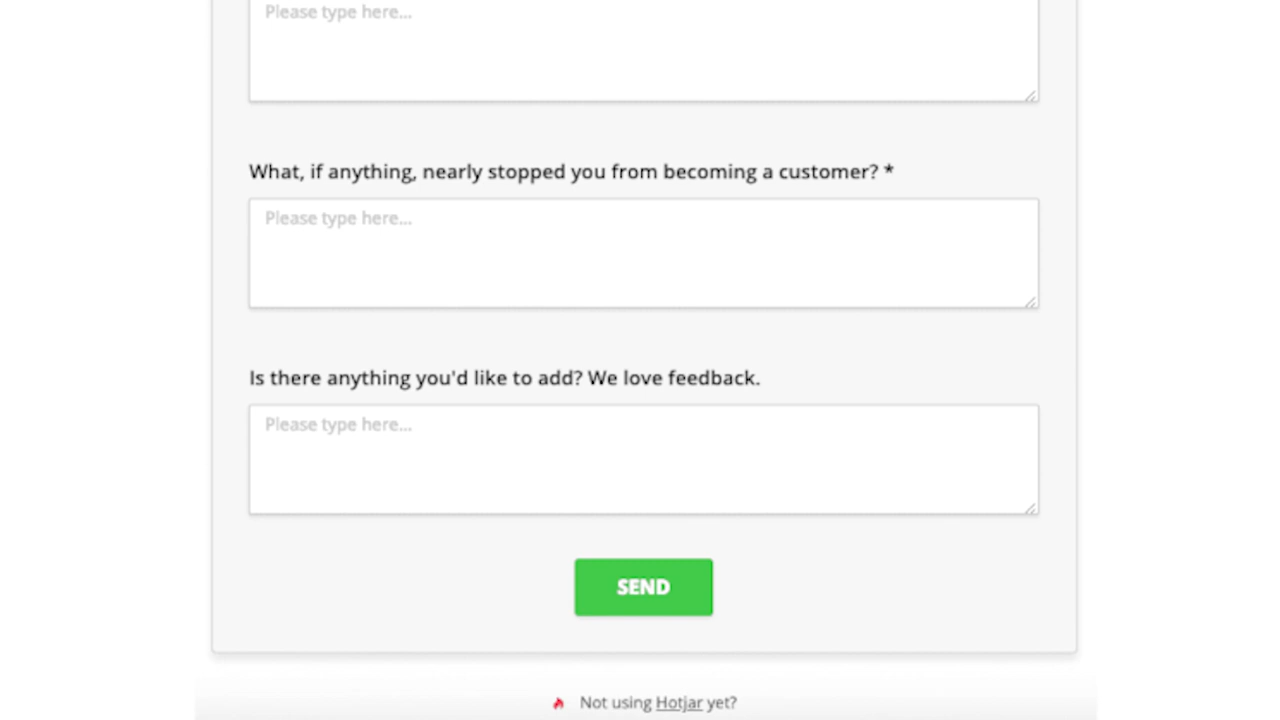 Please type here...
What, if anything, nearly stopped you from becoming a customer? *
Please type here...
Is there anything you'd like to add? We love feedback.
Please type here...
SEND
Not using Hotjar yet?